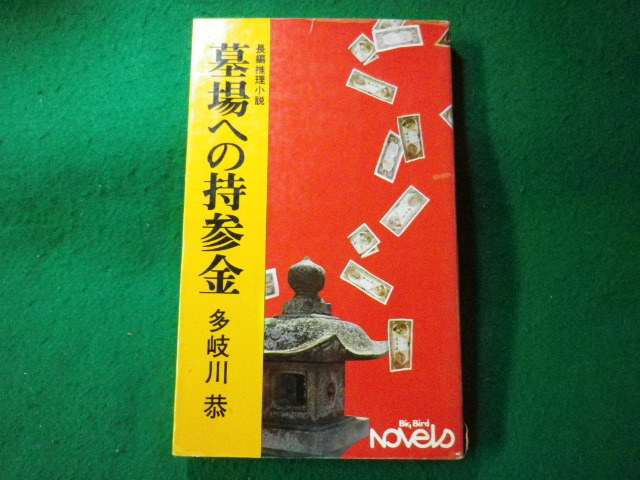 長編推理小説
墓場への持参金
多岐川 恭
Big Bird
Novels